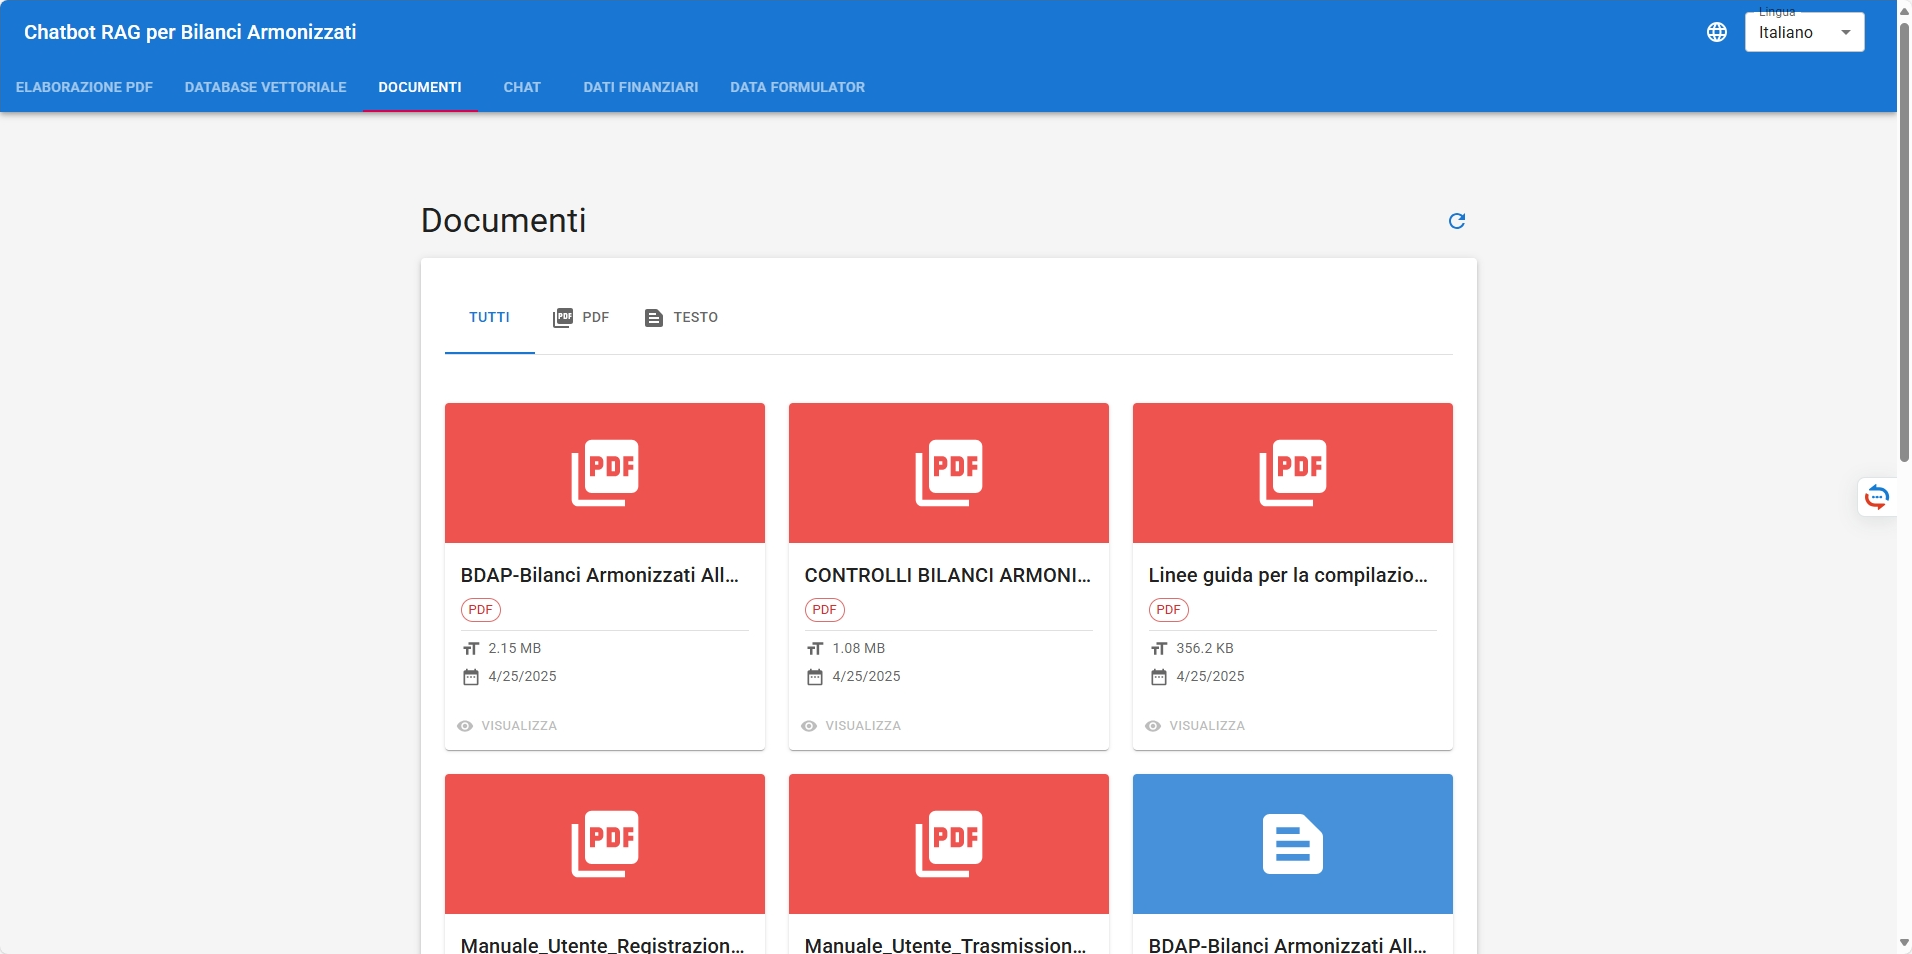 Chatbot RAG per Bilanci Armonizzati
Lingua
Italiano
ELABORAZIONE PDF DATABASE VETTORIALE DOCUMENTI CHAT DATI FINANZIARI DATA FORMULATOR
Documenti
TUTTI PDF PDF TESTO
PDF PDF PDF
BDAP-Bilanci Armonizzati All... CONTROLLI BILANCI ARMONI... Linee guida per la compilazio...
PDF PDF PDF
2.15 MB 1.08 MB 356.2 KB
4/25/2025 4/25/2025 4/25/2025
VISUALIZZA VISUALIZZA VISUALIZZA
PDF PDF
Manuale_Utente_Registrazion... Manuale_Utente_Trasmission... BDAP-Bilanci Armonizzati All...